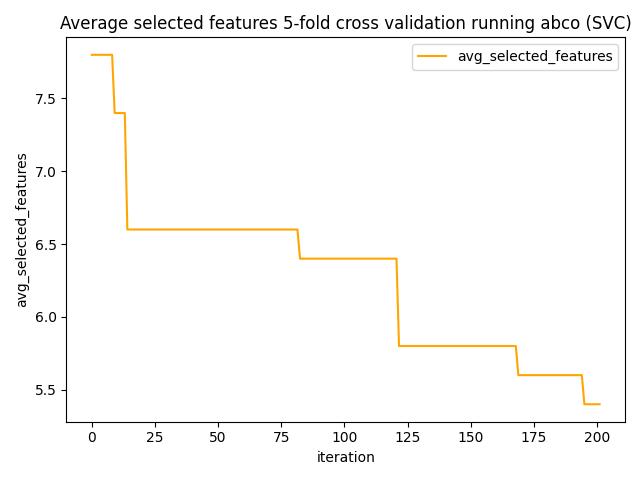 Average selected features 5-fold cross validation running abco (SVC)
avg_selected_features
avg_selected_features
7.5
7.0
6.5
6.0
5.5
0 25 50 75 100 125 150 175 200
iteration